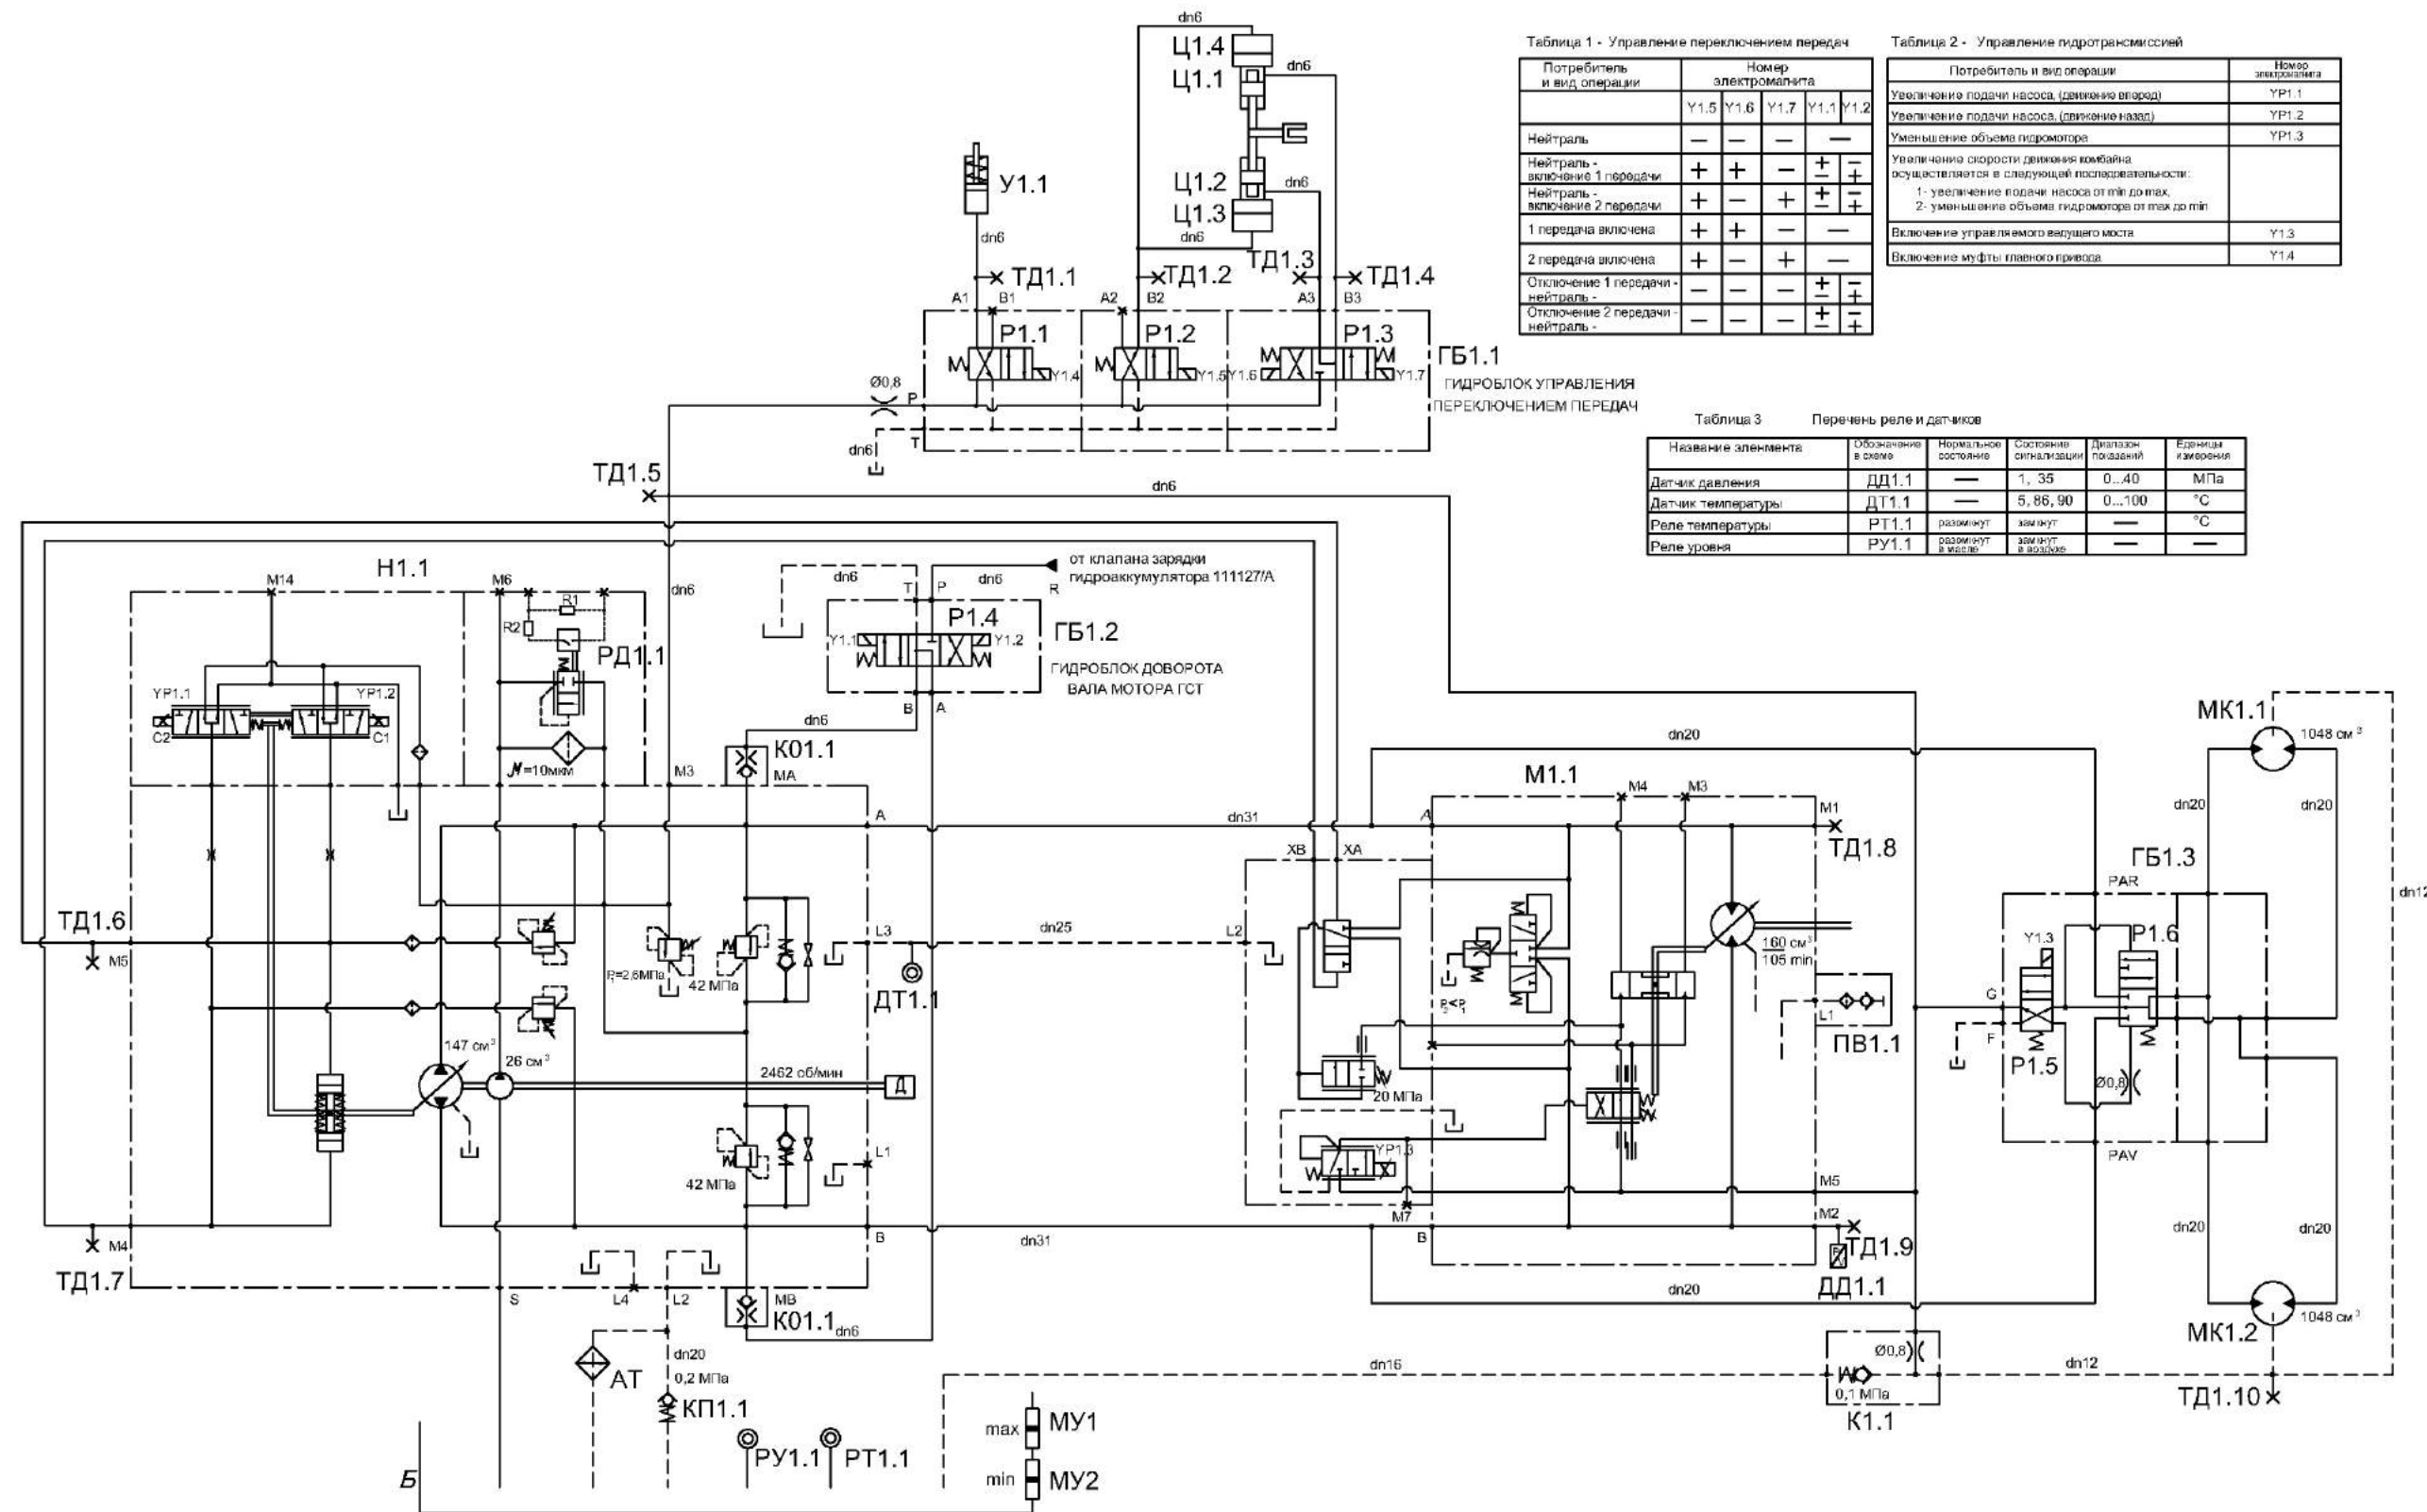 dn6
Ц1.4
Ц1.1
dn6
Ц1.2
Ц1.3
dn6
dn6
У1.1
dn6
ТД1.1
ТД1.2
ТД1.3
ТД1.4
A1
B1
A2
B2
A3
B3
Р1.1
Р1.2
Р1.3
Y1.4
Y1.5
Y1.6
Y1.7
ГБ1.1
ГИДРОБЛОК УПРАВЛЕНИЯ
ПЕРЕКЛЮЧЕНИЕМ ПЕРЕДАЧ
Ø0,8
P
T
dn6
Таблица 1 - Управление переключением передач
Потребитель
и вид операции
Номер
электромагнита
Y1.5 Y1.6 Y1.7 Y1.1 Y1.2
Нейтраль — — — —
Нейтраль -
включение 1 передачи + + — ± ∓
Нейтраль -
включение 2 передачи + — + ± ∓
1 передача включена + + — —
2 передача включена + — + —
Отключение 1 передачи -
нейтраль - — — — ± ∓
Отключение 2 передачи -
нейтраль - — — — ± ∓
Таблица 2 - Управление гидротрансмиссией
Потребитель и вид операции
Номер
электромагнита
Увеличение подачи насоса, (движение вперед) YP1.1
Увеличение подачи насоса, (движение назад) YP1.2
Уменьшение объема гидромотора YP1.3
Увеличение скорости движения комбайна
осуществляется в следующей последовательности:
1- увеличение подачи насоса от min до max,
2- уменьшение объема гидромотора от max до min
Включение управляемого ведущего моста Y1.3
Включение муфты главного привода Y1.4
Таблица 3 Перечень реле и датчиков
Название эленмента
Обозначение
в схеме
Нормальное
состояние
Состояние
сигнализации
Диапазон
показаний
Еденицы
измерения
Датчик давления ДД1.1 — 1, 35 0...40 МПа
Датчик температуры ДТ1.1 — 5, 86, 90 0...100 °C
Реле температуры РТ1.1 разомкнут замкнут — °C
Реле уровня РУ1.1 разомкнут
в масле замкнут
в воздухе — —
ТД1.5
dn6
Н1.1
M14
M6
R1
R2
РД1.1
dn6
YP1.1
YP1.2
C2
C1
=10мкм
M3
dn6
T
P
dn6
от клапана зарядки
гидроаккумулятора 111127/А
R
Р1.4
Y1.1
Y1.2
ГБ1.2
ГИДРОБЛОК ДОВОРОТА
ВАЛА МОТОРА ГСТ
B
A
dn6
К01.1
MA
A
dn31
A
М1.1
M4
M3
M1
ТД1.8
dn20
МК1.1
1048 см³
dn20
dn20
dn12
ТД1.6
M5
42 МПа
L3
ДТ1.1
dn25
L2
XB
XA
160 см³
105 min
L1
ПВ1.1
20 МПа
YP1.3
M7
M5
M2
ТД1.9
ДД1.1
B
ГБ1.3
PAR
Y1.3
Р1.6
G
F
Р1.5
Ø0,8
PAV
dn20
dn20
dn20
МК1.2
1048 см³
147 см³
26 см³
2462 об/мин
Д
42 МПа
L1
B
dn31
M4
ТД1.7
S
L4
L2
MB
К01.1
dn6
АТ
dn20
0,2 МПа
КП1.1
РУ1.1
РТ1.1
max
МУ1
min
МУ2
Б
dn16
Ø0,8
0,1 МПа
К1.1
dn12
ТД1.10